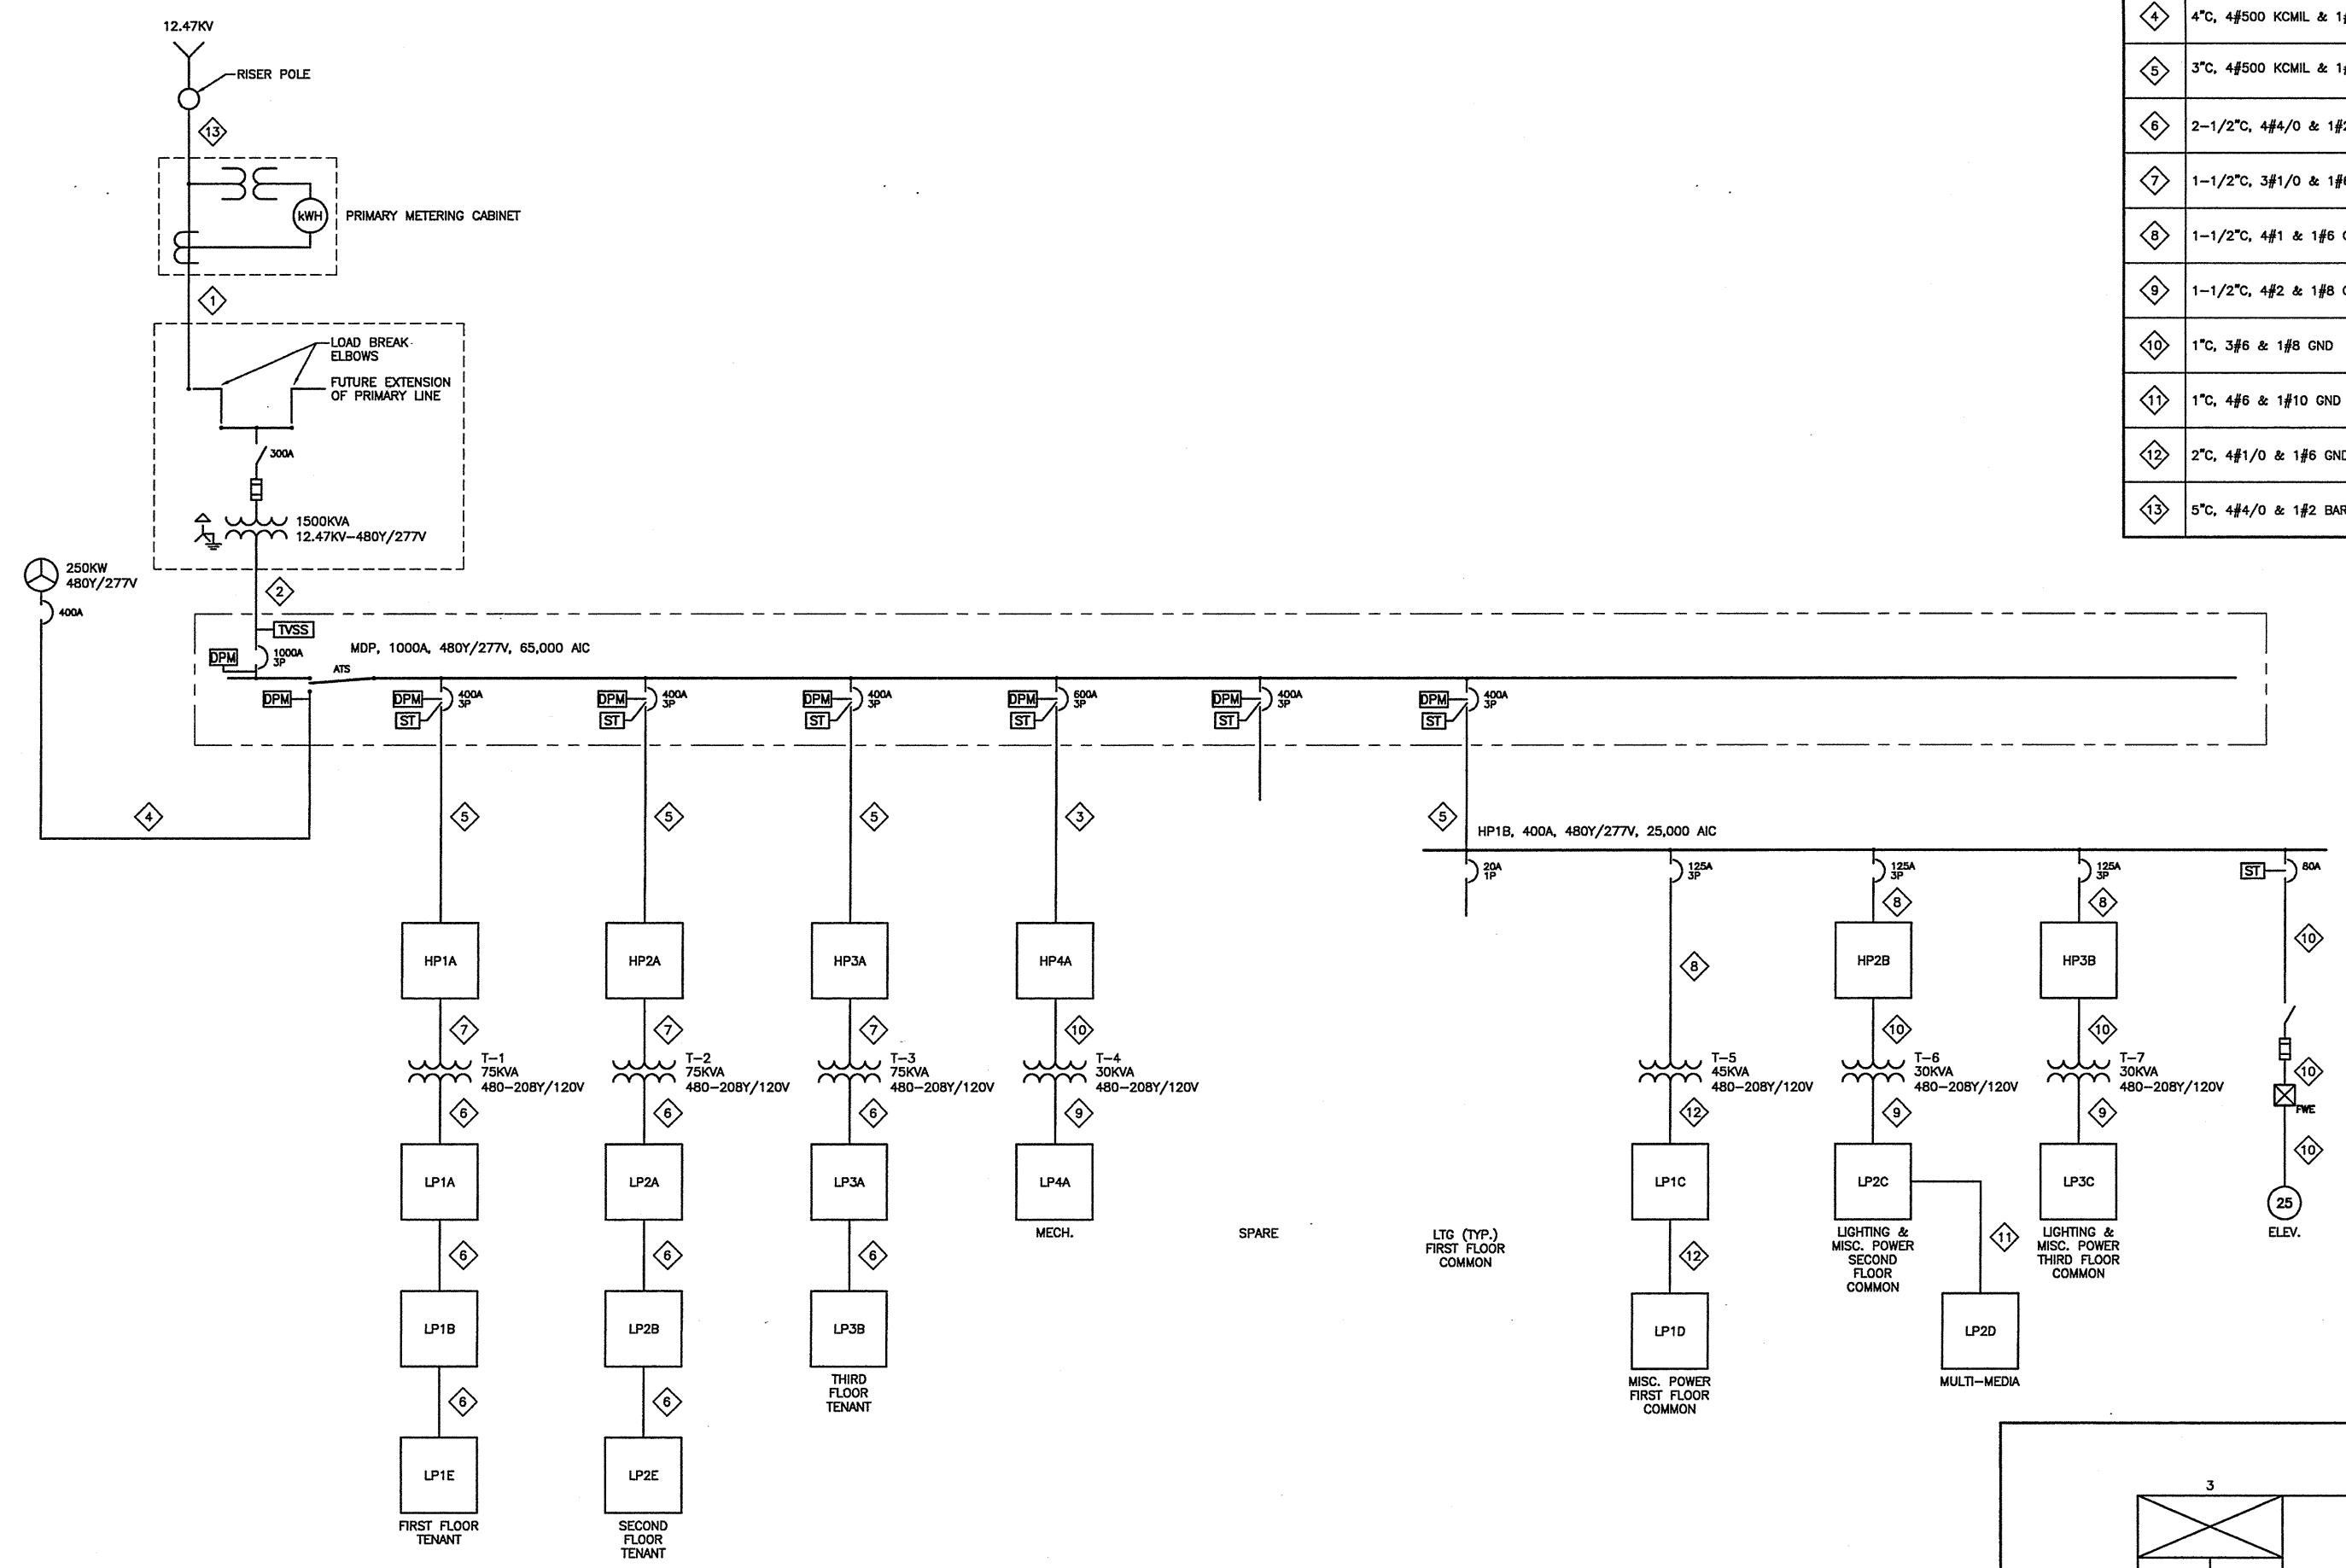 12.47KV
RISER POLE
13
kWH
PRIMARY METERING CABINET
1
LOAD BREAK
ELBOWS
FUTURE EXTENSION
OF PRIMARY LINE
300A
1500KVA
12.47KV-480Y/277V
250KW
480Y/277V
400A
2
TVSS
DPM
1000A
3P
MDP, 1000A, 480Y/277V, 65,000 AIC
ATS
DPM
DPM
ST
400A
3P
DPM
ST
400A
3P
DPM
ST
400A
3P
DPM
ST
600A
3P
DPM
ST
400A
3P
DPM
ST
400A
3P
4
5
5
5
3
5
HP1B, 400A, 480Y/277V, 25,000 AIC
20A
1P
125A
3P
125A
3P
125A
3P
ST
80A
8
8
10
HP1A
HP2A
HP3A
HP4A
8
HP2B
HP3B
7
7
7
10
10
10
T-1
75KVA
480-208Y/120V
T-2
75KVA
480-208Y/120V
T-3
75KVA
480-208Y/120V
T-4
30KVA
480-208Y/120V
T-5
45KVA
480-208Y/120V
T-6
30KVA
480-208Y/120V
T-7
30KVA
480-208Y/120V
10
FWE
6
6
6
9
12
9
9
10
LP1A
LP2A
LP3A
LP4A
LP1C
LP2C
LP3C
25
MECH.
SPARE
LTG (TYP.)
FIRST FLOOR
COMMON
LIGHTING &
MISC. POWER
SECOND
FLOOR
COMMON
11
LIGHTING &
MISC. POWER
THIRD FLOOR
COMMON
ELEV.
6
6
6
12
LP1B
LP2B
LP3B
LP1D
LP2D
THIRD
FLOOR
TENANT
MISC. POWER
FIRST FLOOR
COMMON
MULTI-MEDIA
6
6
LP1E
LP2E
FIRST FLOOR
TENANT
SECOND
FLOOR
TENANT
4 4"C, 4#500 KCMIL & 1#
5 3"C, 4#500 KCMIL & 1#
6 2-1/2"C, 4#4/0 & 1#2
7 1-1/2"C, 3#1/0 & 1#6
8 1-1/2"C, 4#1 & 1#6 G
9 1-1/2"C, 4#2 & 1#8 G
10 1"C, 3#6 & 1#8 GND
11 1"C, 4#6 & 1#10 GND
12 2"C, 4#1/0 & 1#6 GND
13 5"C, 4#4/0 & 1#2 BAR
3